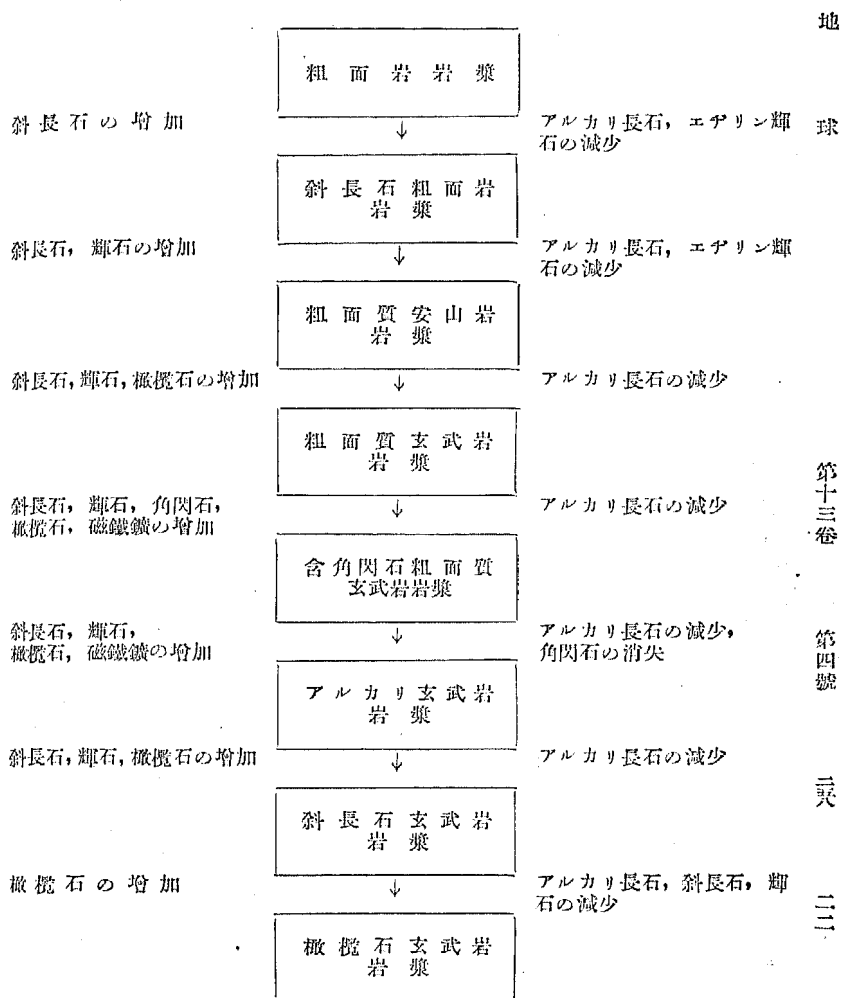 地球
第十三卷
第四號
二六
二二
粗面岩岩漿
斜長石の増加
アルカリ長石，エヂリン輝
石の減少
斜長石粗面岩
岩漿
斜長石，輝石の増加
アルカリ長石，エヂリン輝
石の減少
粗面質安山岩
岩漿
斜長石，輝石，橄欖石の増加
アルカリ長石の減少
粗面質玄武岩
岩漿
斜長石，輝石，角閃石，
橄欖石，磁鐵鑛の増加
アルカリ長石の減少
含角閃石粗面質
玄武岩岩漿
斜長石，輝石，
橄欖石，磁鐵鑛の増加
アルカリ長石の減少，
角閃石の消失
アルカリ玄武岩
岩漿
斜長石，輝石，橄欖石の増加
アルカリ長石の減少
斜長石玄武岩
岩漿
橄欖石の増加
アルカリ長石，斜長石，輝
石の減少
橄欖石玄武岩
岩漿